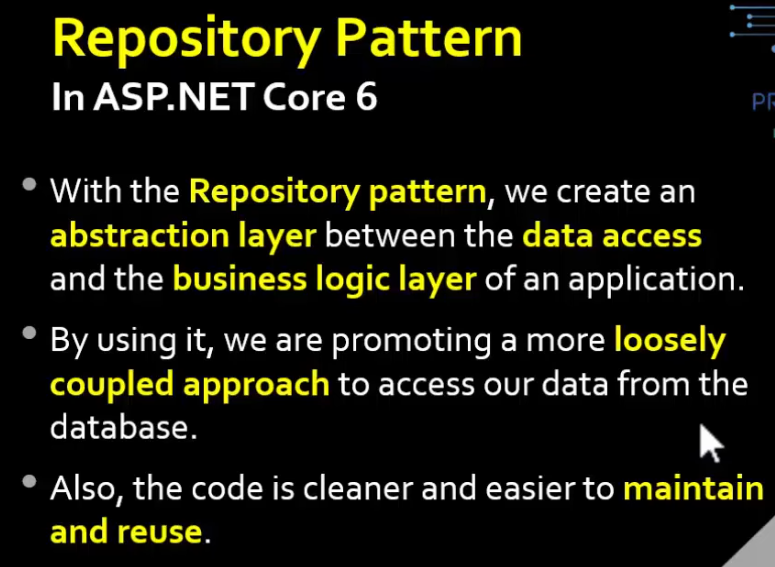 Repository Pattern
In ASP.NET Core 6
PR
• With the Repository pattern, we create an
abstraction layer between the data access
and the business logic layer of an application.
• By using it, we are promoting a more loosely
coupled approach to access our data from the
database.
• Also, the code is cleaner and easier to maintain
and reuse.